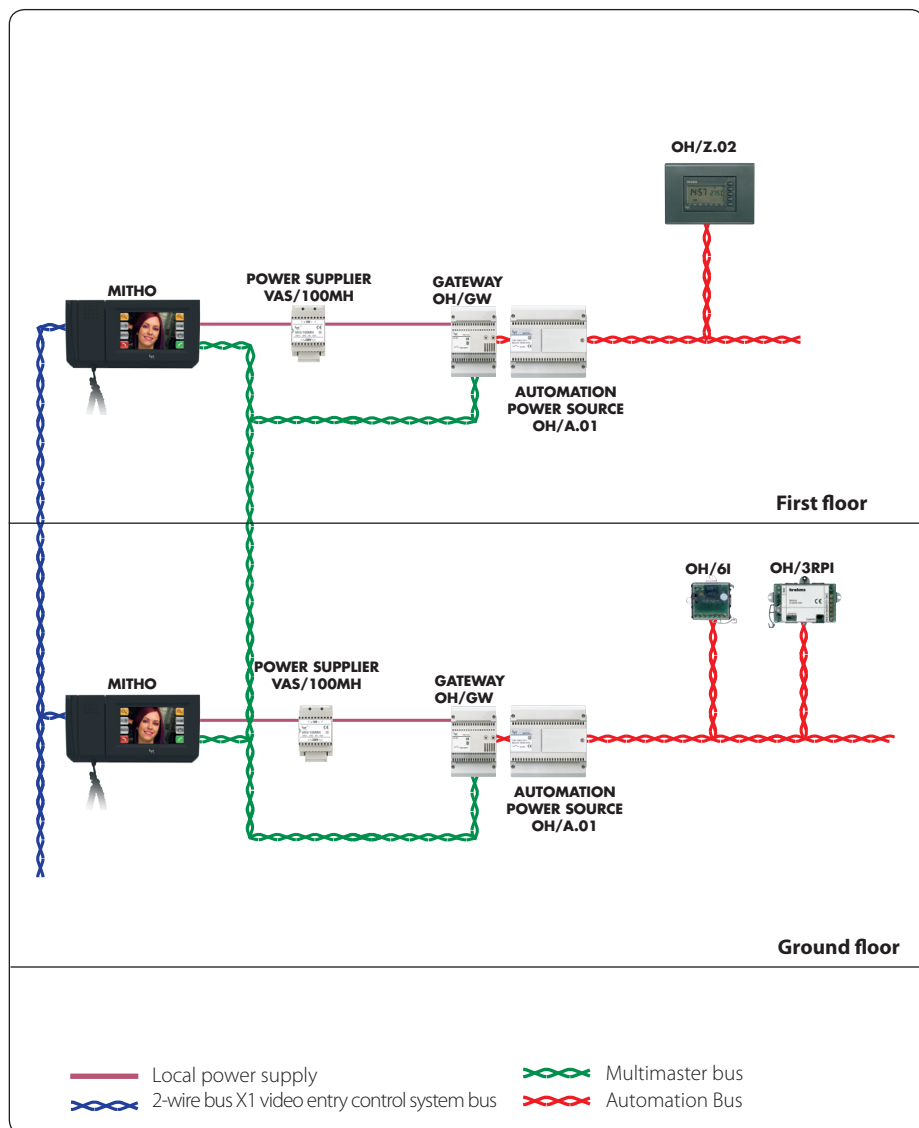 OH/Z.02
MITHO
POWER SUPPLIER
VAS/100MH
GATEWAY
OH/GW
14:57
AUTOMATION
POWER SOURCE
OH/A.01
First floor
OH/6I
OH/3RPI
MITHO
POWER SUPPLIER
VAS/100MH
GATEWAY
OH/GW
AUTOMATION
POWER SOURCE
OH/A.01
Ground floor
Local power supply
2-wire bus X1 video entry control system bus
Multimaster bus
Automation Bus